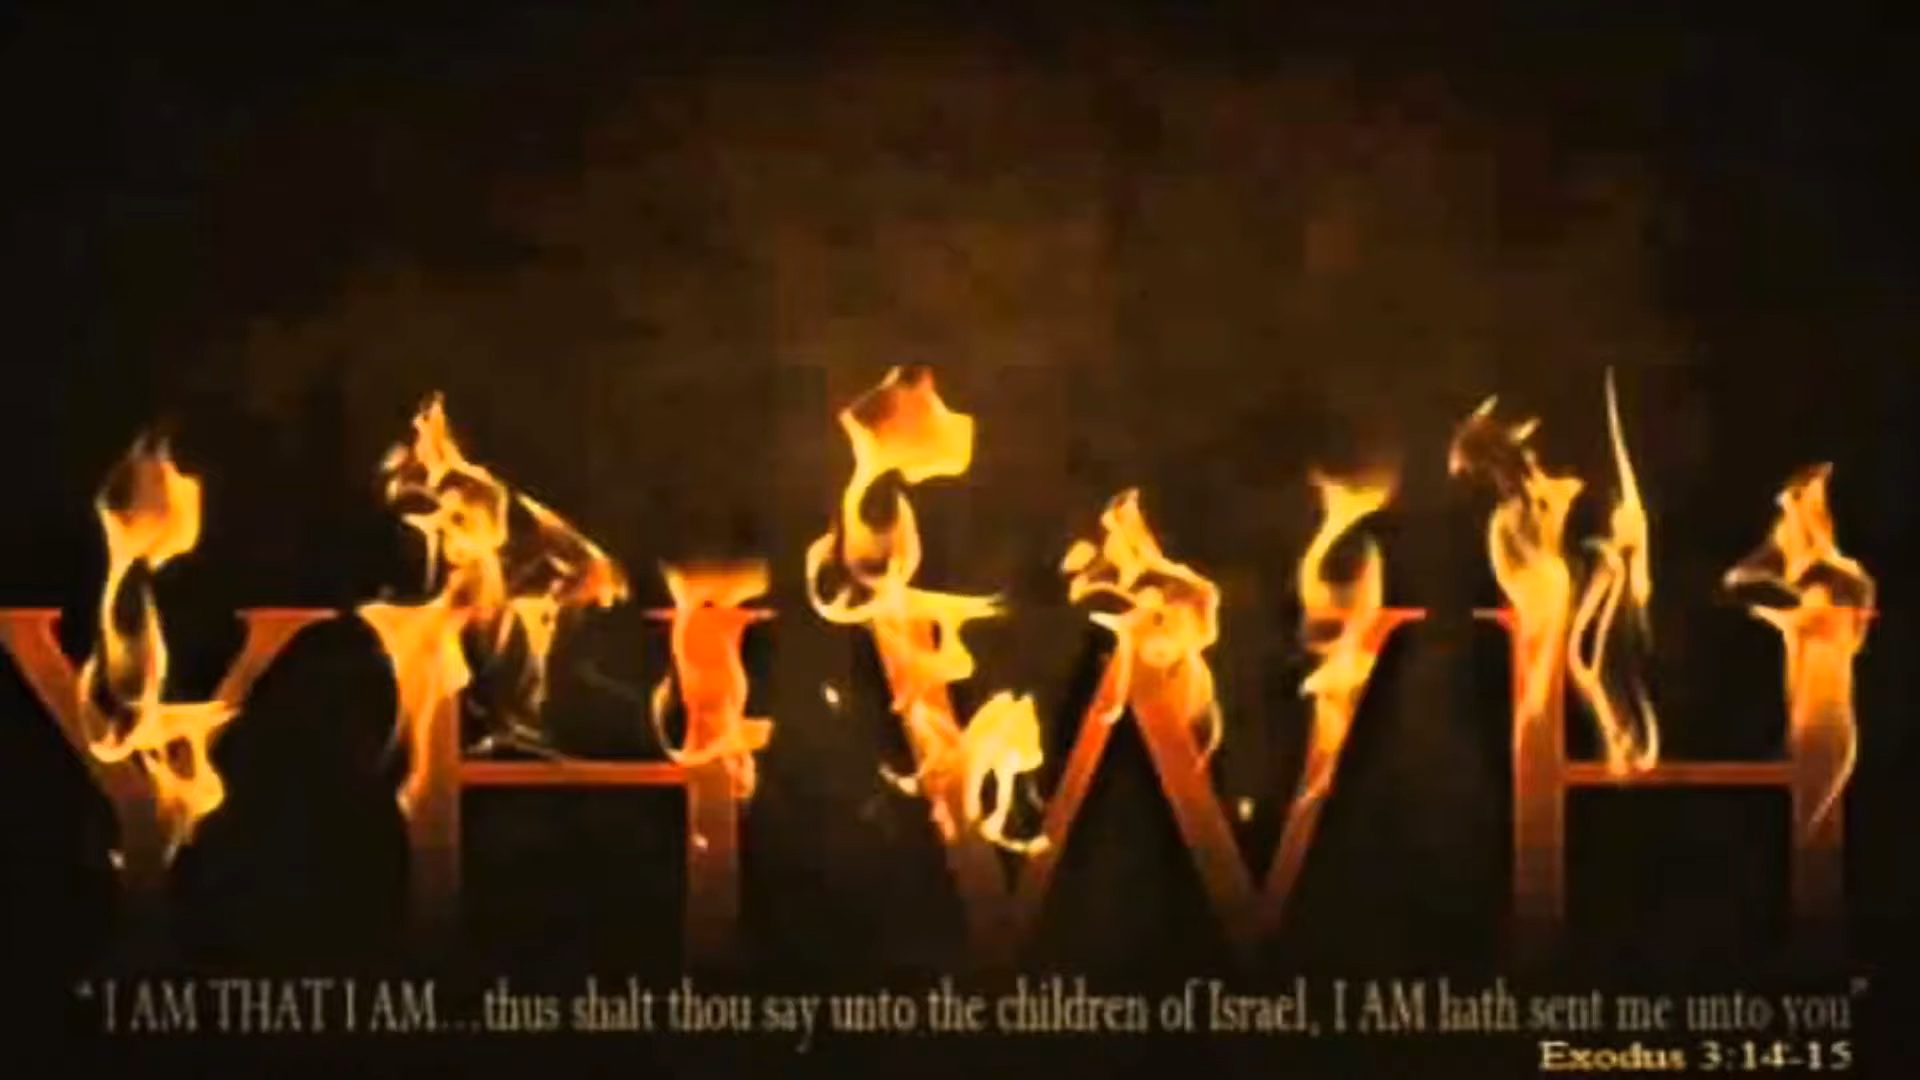 YHWH
“I AM THAT I AM...thus shalt thou say unto the children of Israel, I AM hath sent me unto you”
Exodus 3:14-15